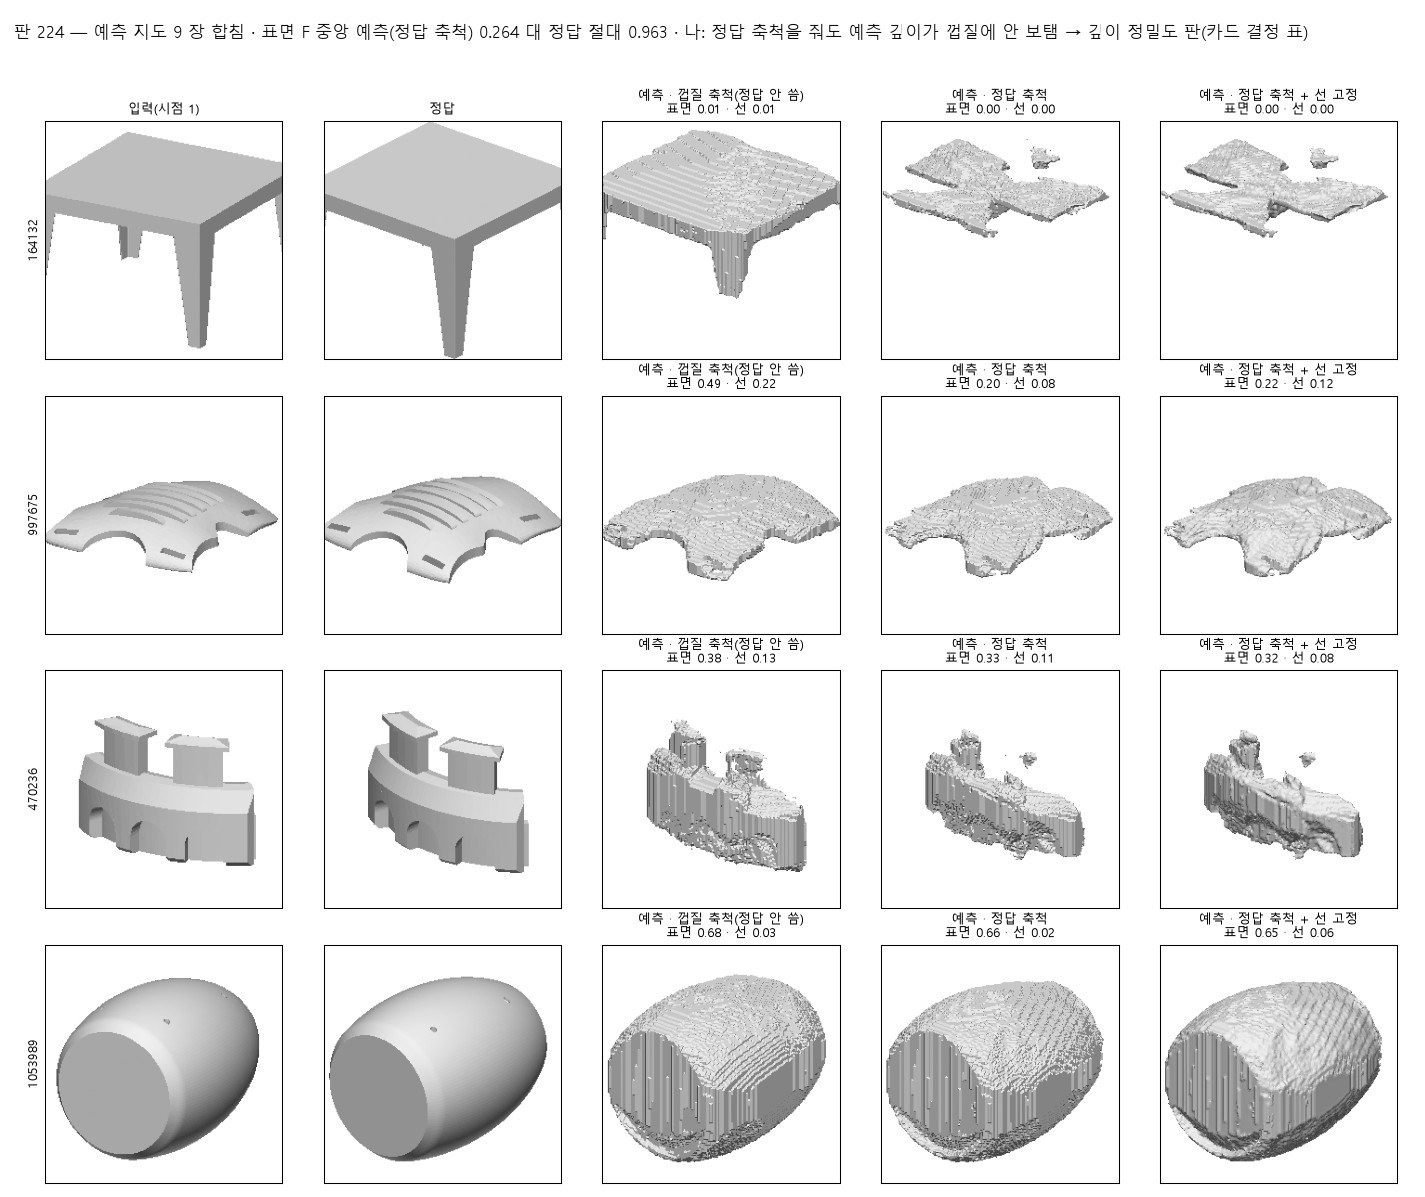 판 224 — 예측 지도 9 장 합침 · 표면 F 중앙 예측(정답 축척) 0.264 대 정답 절대 0.963 · 나: 정답 축척을 줘도 예측 깊이가 껍질에 안 보탬 → 깊이 정밀도 판(카드 결정 표)
입력(시점 1)
정답
예측 · 껍질 축척(정답 안 씀)
표면 0.01 · 선 0.01
예측 · 정답 축척
표면 0.00 · 선 0.00
예측 · 정답 축척 + 선 고정
표면 0.00 · 선 0.00
164132
예측 · 껍질 축척(정답 안 씀)
표면 0.49 · 선 0.22
예측 · 정답 축척
표면 0.20 · 선 0.08
예측 · 정답 축척 + 선 고정
표면 0.22 · 선 0.12
997675
예측 · 껍질 축척(정답 안 씀)
표면 0.38 · 선 0.13
예측 · 정답 축척
표면 0.33 · 선 0.11
예측 · 정답 축척 + 선 고정
표면 0.32 · 선 0.08
470236
예측 · 껍질 축척(정답 안 씀)
표면 0.68 · 선 0.03
예측 · 정답 축척
표면 0.66 · 선 0.02
예측 · 정답 축척 + 선 고정
표면 0.65 · 선 0.06
1053989